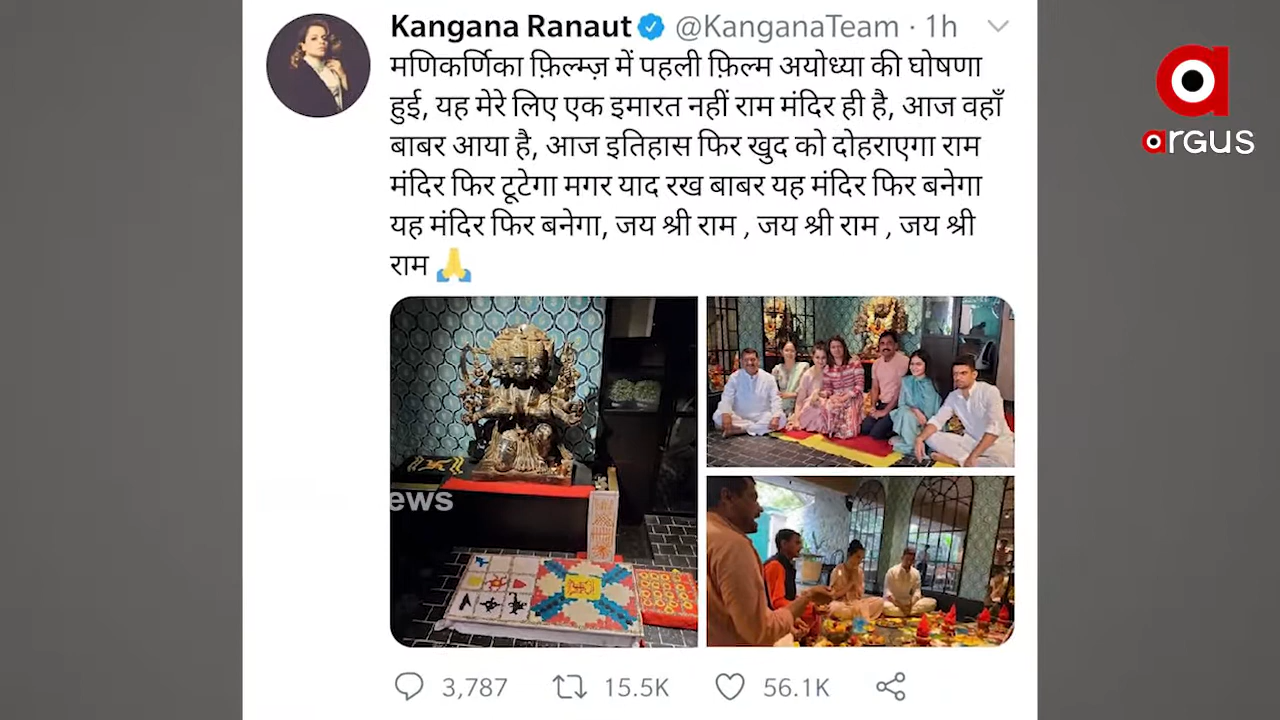 Kangana Ranaut @KanganaTeam · 1h
मणिकर्णिका फ़िल्म्ज़ में पहली फ़िल्म अयोध्या की घोषणा
हुई, यह मेरे लिए एक इमारत नहीं राम मंदिर ही है, आज वहाँ
बाबर आया है, आज इतिहास फिर खुद को दोहराएगा राम
मंदिर फिर टूटेगा मगर याद रख बाबर यह मंदिर फिर बनेगा
यह मंदिर फिर बनेगा, जय श्री राम , जय श्री राम , जय श्री
राम 🙏
ews
3,787 15.5K 56.1K
argus